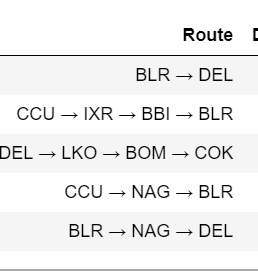 Route
BLR → DEL
CCU → IXR → BBI → BLR
DEL → LKO → BOM → COK
CCU → NAG → BLR
BLR → NAG → DEL